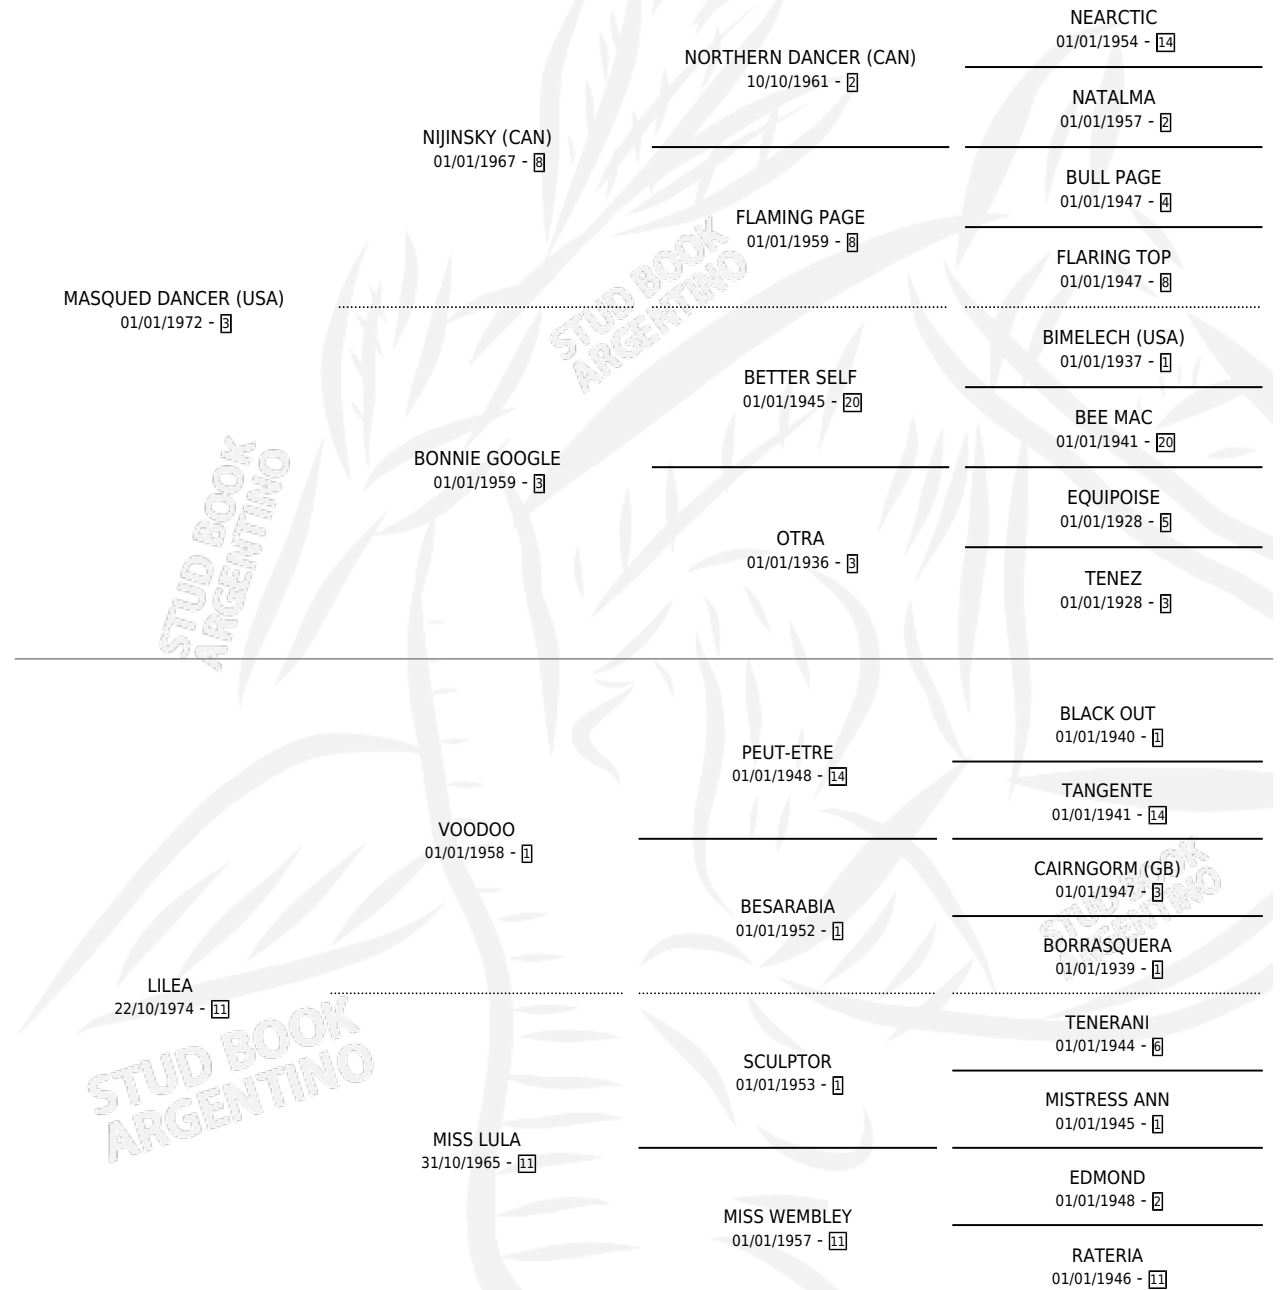 NEARCTIC
01/01/1954 - 14
NORTHERN DANCER (CAN)
10/10/1961 - 2
NATALMA
01/01/1957 - 2
NIJINSKY (CAN)
01/01/1967 - 8
BULL PAGE
01/01/1947 - 4
FLAMING PAGE
01/01/1959 - 8
FLARING TOP
01/01/1947 - 8
MASQUED DANCER (USA)
01/01/1972 - 3
BIMELECH (USA)
01/01/1937 - 1
BETTER SELF
01/01/1945 - 20
BEE MAC
01/01/1941 - 20
BONNIE GOOGLE
01/01/1959 - 3
EQUIPOISE
01/01/1928 - 5
OTRA
01/01/1936 - 3
TENEZ
01/01/1928 - 3
BLACK OUT
01/01/1940 - 1
PEUT-ETRE
01/01/1948 - 14
TANGENTE
01/01/1941 - 14
VOODOO
01/01/1958 - 1
CAIRNGORM (GB)
01/01/1947 - 3
BESARABIA
01/01/1952 - 1
BORRASQUERA
01/01/1939 - 1
LILEA
22/10/1974 - 11
TENERANI
01/01/1944 - 6
SCULPTOR
01/01/1953 - 1
MISTRESS ANN
01/01/1945 - 1
MISS LULA
31/10/1965 - 11
EDMOND
01/01/1948 - 2
MISS WEMBLEY
01/01/1957 - 11
RATERIA
01/01/1946 - 11
STUD BOOK
ARGENTINO
STUD BOOK
ARGENTINO
STUD BOOK
ARGENTINO
STUD BOOK
ARGENTINO